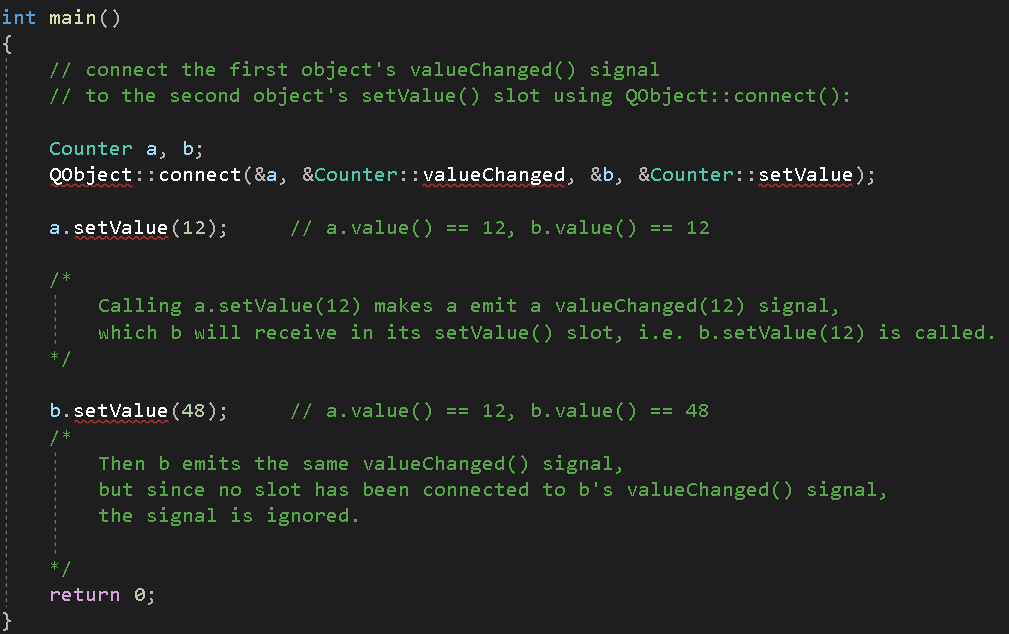 int main()
{
// connect the first object's valueChanged() signal
// to the second object's setValue() slot using QObject::connect():
Counter a, b;
QObject::connect(&a, &Counter::valueChanged, &b, &Counter::setValue);
a.setValue(12);     // a.value() == 12, b.value() == 12
/*
Calling a.setValue(12) makes a emit a valueChanged(12) signal,
which b will receive in its setValue() slot, i.e. b.setValue(12) is called.
*/
b.setValue(48);     // a.value() == 12, b.value() == 48
/*
Then b emits the same valueChanged() signal,
but since no slot has been connected to b's valueChanged() signal,
the signal is ignored.
*/
return 0;
}